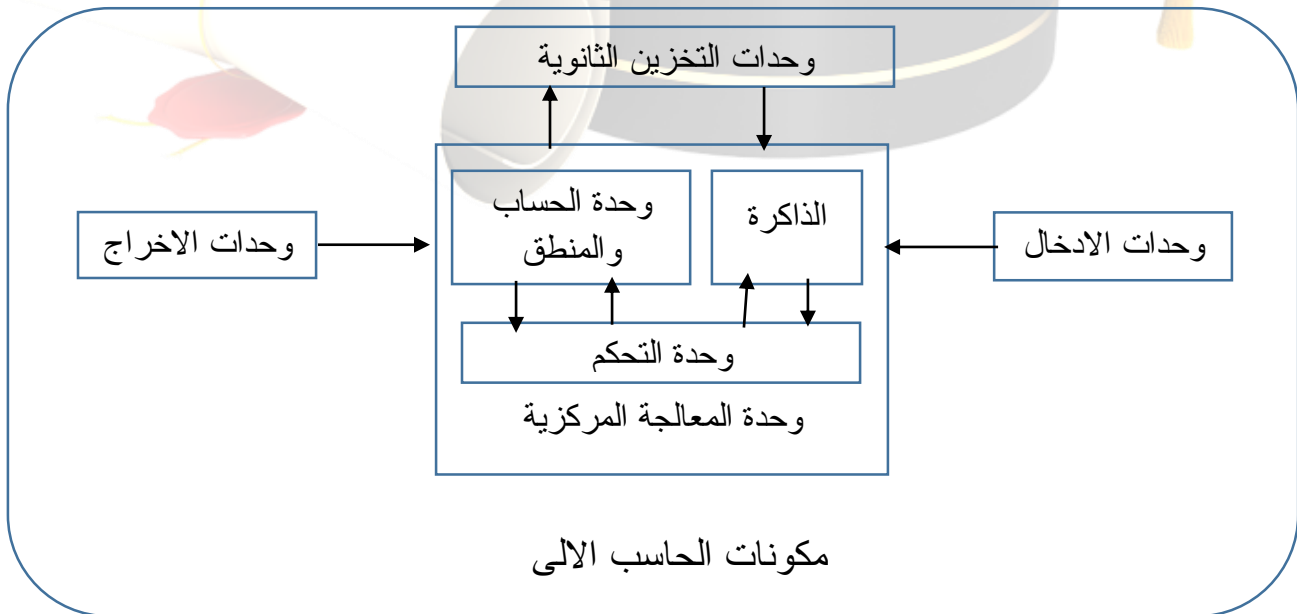 وحدات التخزين الثانوية
وحدات الادخال
الذاكرة
وحدة الحساب
والمنطق
وحدات الاخراج
وحدة التحكم
وحدة المعالجة المركزية
مكونات الحاسب الالى